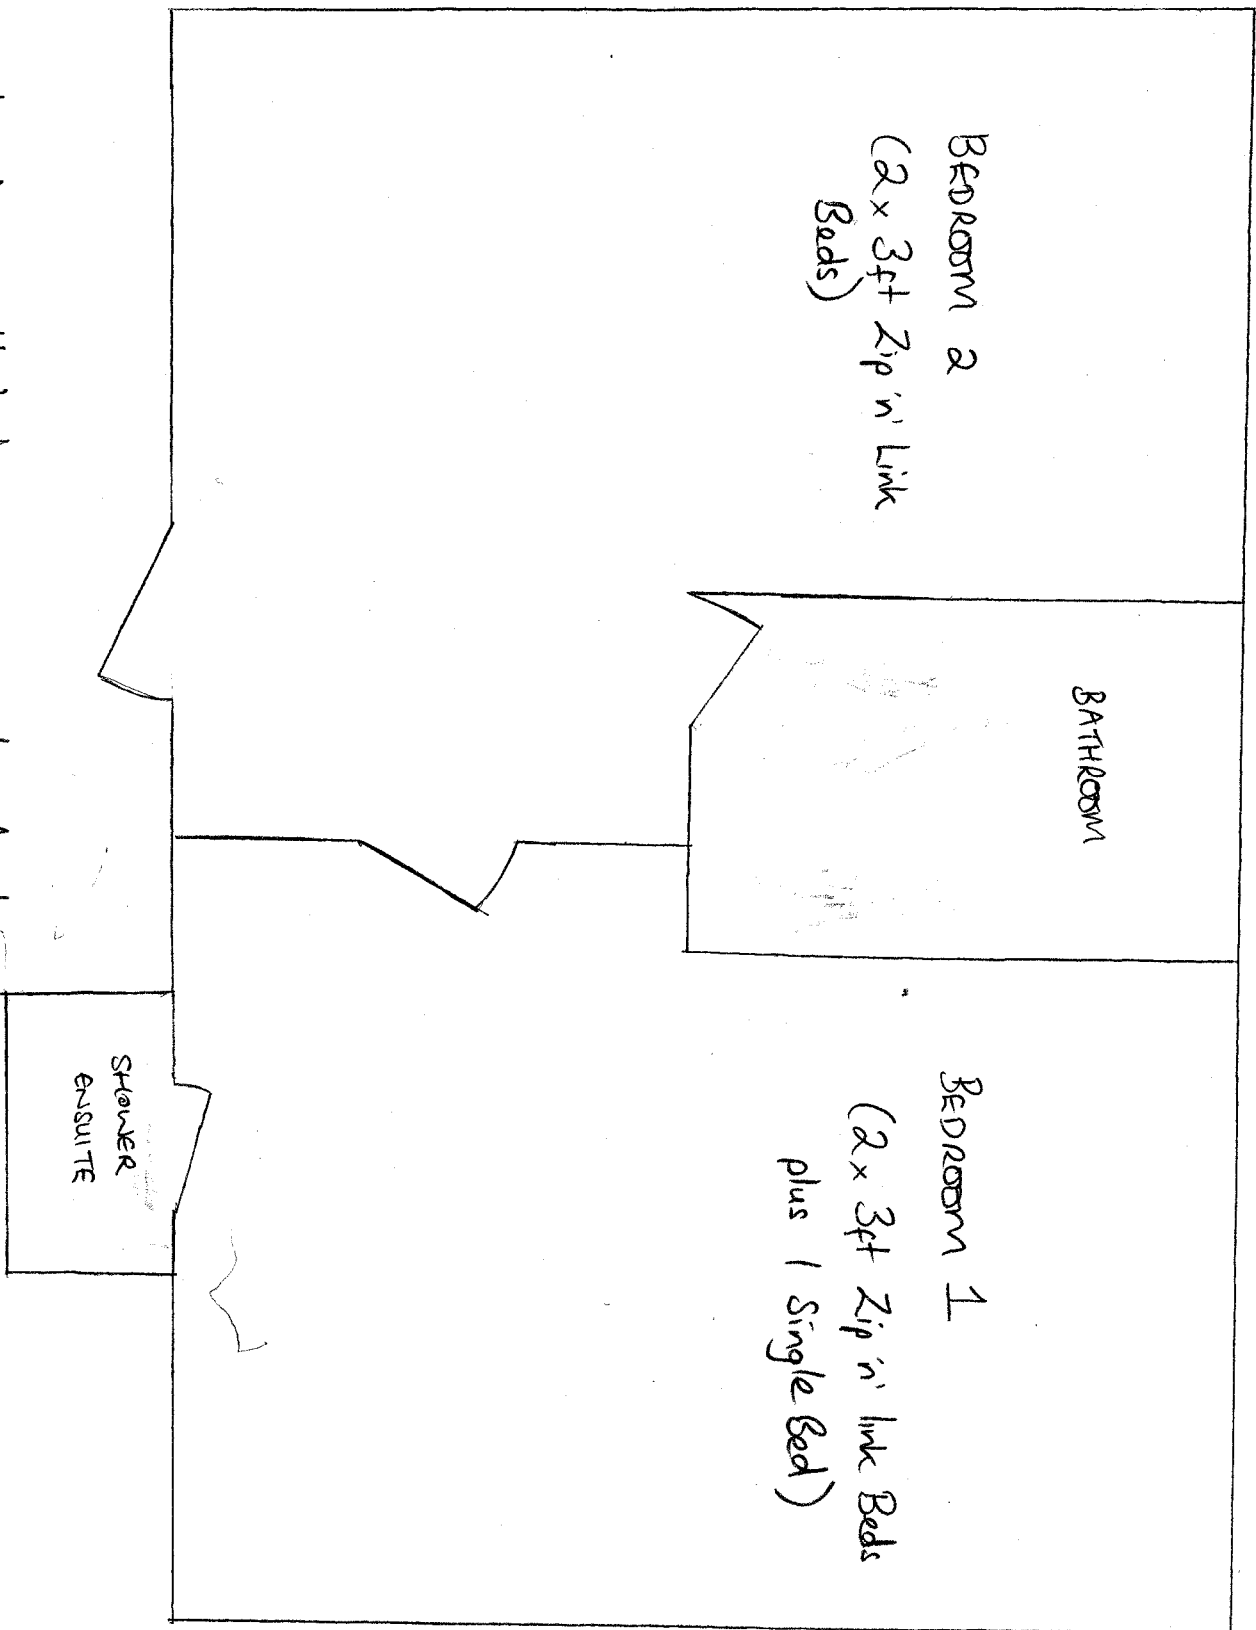 BEDROOM 2
(2x 3ft Zip 'n' Link
Beds)
BATHROOM
BEDROOM 1
(2x 3ft Zip 'n' link Beds
plus 1 Single Bed)
SHOWER
ENSUITE